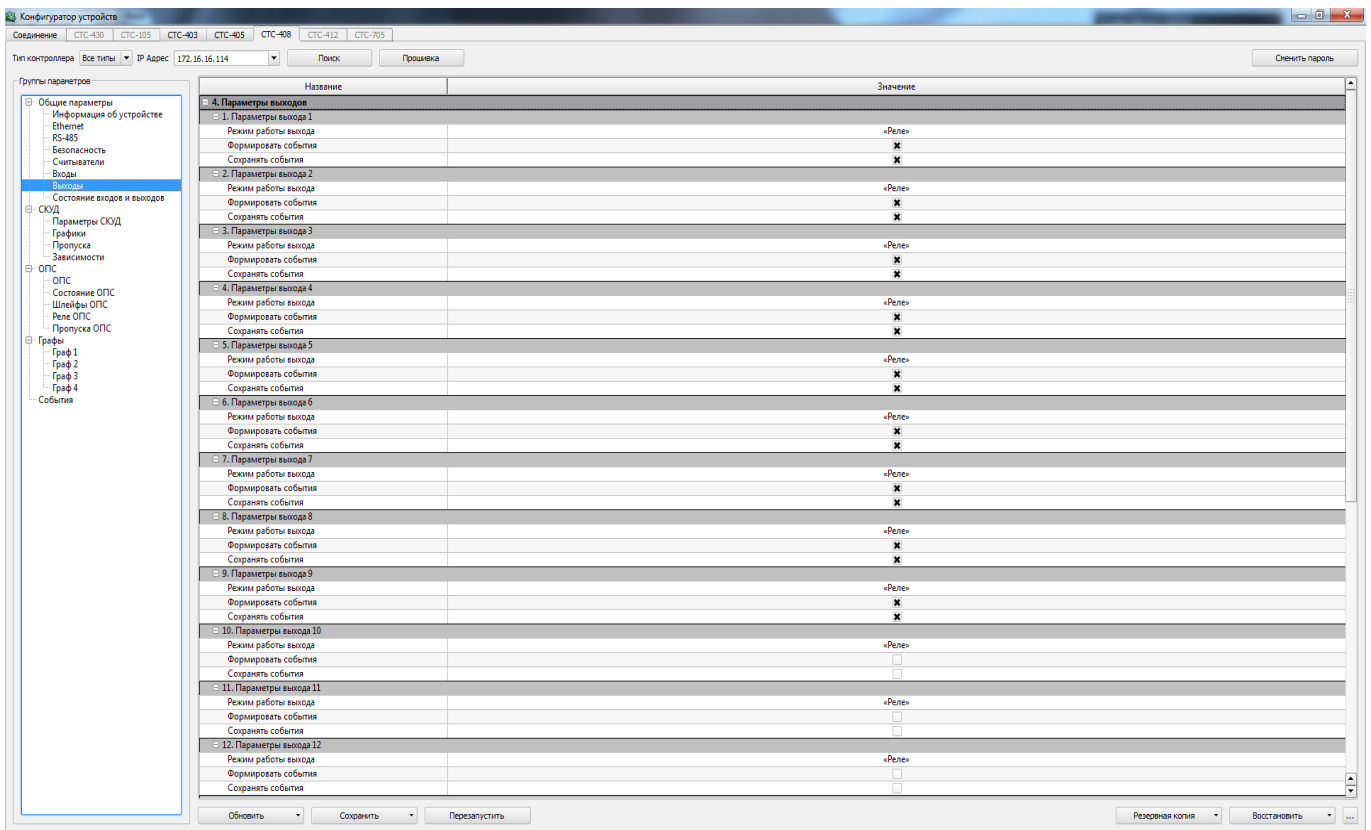 Конфигуратор устройств
Соединение СТС-430 СТС-105 СТС-403 СТС-405 СТС-408 СТС-412 СТС-705
Тип контроллера Все типы IP Адрес 172.16.16.114 Поиск Прошивка Сменить пароль
Группы параметров
Общие параметры
Информация об устройстве
Ethernet
RS-485
Безопасность
Считыватели
Входы
Выходы
Состояние входов и выходов
СКУД
Параметры СКУД
Графики
Пропуска
Зависимости
ОПС
ОПС
Состояние ОПС
Шлейфы ОПС
Реле ОПС
Пропуска ОПС
Графы
Граф 1
Граф 2
Граф 3
Граф 4
События
Название Значение
4. Параметры выходов
1. Параметры выхода 1
Режим работы выхода «Реле»
Формировать события
Сохранять события
2. Параметры выхода 2
Режим работы выхода «Реле»
Формировать события
Сохранять события
3. Параметры выхода 3
Режим работы выхода «Реле»
Формировать события
Сохранять события
4. Параметры выхода 4
Режим работы выхода «Реле»
Формировать события
Сохранять события
5. Параметры выхода 5
Режим работы выхода «Реле»
Формировать события
Сохранять события
6. Параметры выхода 6
Режим работы выхода «Реле»
Формировать события
Сохранять события
7. Параметры выхода 7
Режим работы выхода «Реле»
Формировать события
Сохранять события
8. Параметры выхода 8
Режим работы выхода «Реле»
Формировать события
Сохранять события
9. Параметры выхода 9
Режим работы выхода «Реле»
Формировать события
Сохранять события
10. Параметры выхода 10
Режим работы выхода «Реле»
Формировать события
Сохранять события
11. Параметры выхода 11
Режим работы выхода «Реле»
Формировать события
Сохранять события
12. Параметры выхода 12
Режим работы выхода «Реле»
Формировать события
Сохранять события
Обновить Сохранить Перезапустить Резервная копия Восстановить ...